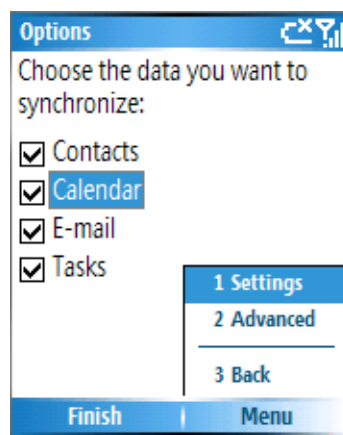 Options
Choose the data you want to
synchronize:
Contacts
Calendar
E-mail
Tasks
1 Settings
2 Advanced
3 Back
Finish
Menu